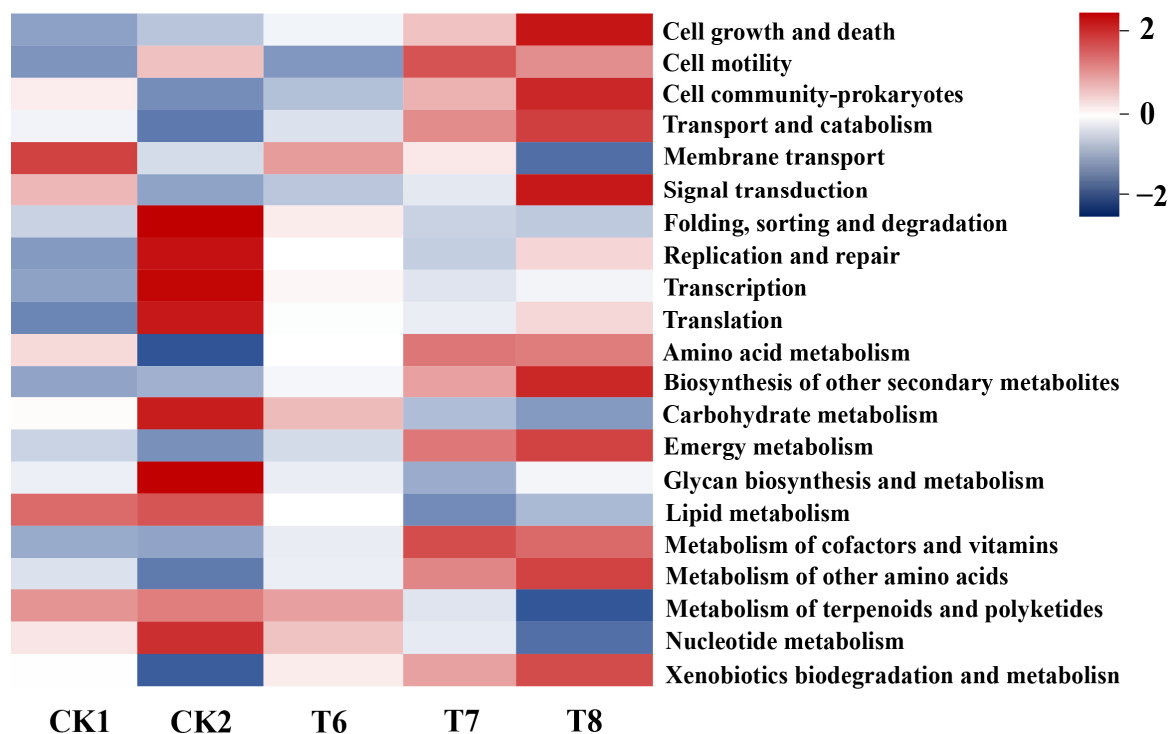 Cell growth and death
Cell motility
Cell community-prokaryotes
Transport and catabolism
Membrane transport
Signal transduction
Folding, sorting and degradation
Replication and repair
Transcription
Translation
Amino acid metabolism
Biosynthesis of other secondary metabolites
Carbohydrate metabolism
Emergy metabolism
Glycan biosynthesis and metabolism
Lipid metabolism
Metabolism of cofactors and vitamins
Metabolism of other amino acids
Metabolism of terpenoids and polyketides
Nucleotide metabolism
Xenobiotics biodegradation and metabolisn
2
0
−2
CK1 CK2 T6 T7 T8